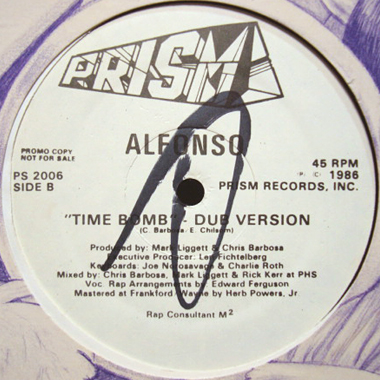 PRISM
ALFONSO
PROMO COPY
NOT FOR SALE
45 RPM
PS 2006
℗ © 1986
SIDE B
PRISM RECORDS, INC.
"TIME BOMB" - DUB VERSION
(C. Barbosa E. Chisolm)
Produced by: Mark Liggett & Chris Barbosa
Executive Producer: Len Fichtelberg
Keyboards: Joe Nolosavage & Charlie Roth
Mixed by: Chris Barbosa, Mark Liggett & Rick Kerr at PHS
Voc. Rap Arrangements by: Edward Ferguson
Mastered at Frankford Wayne by Herb Powers, Jr.
Rap Consultant M²